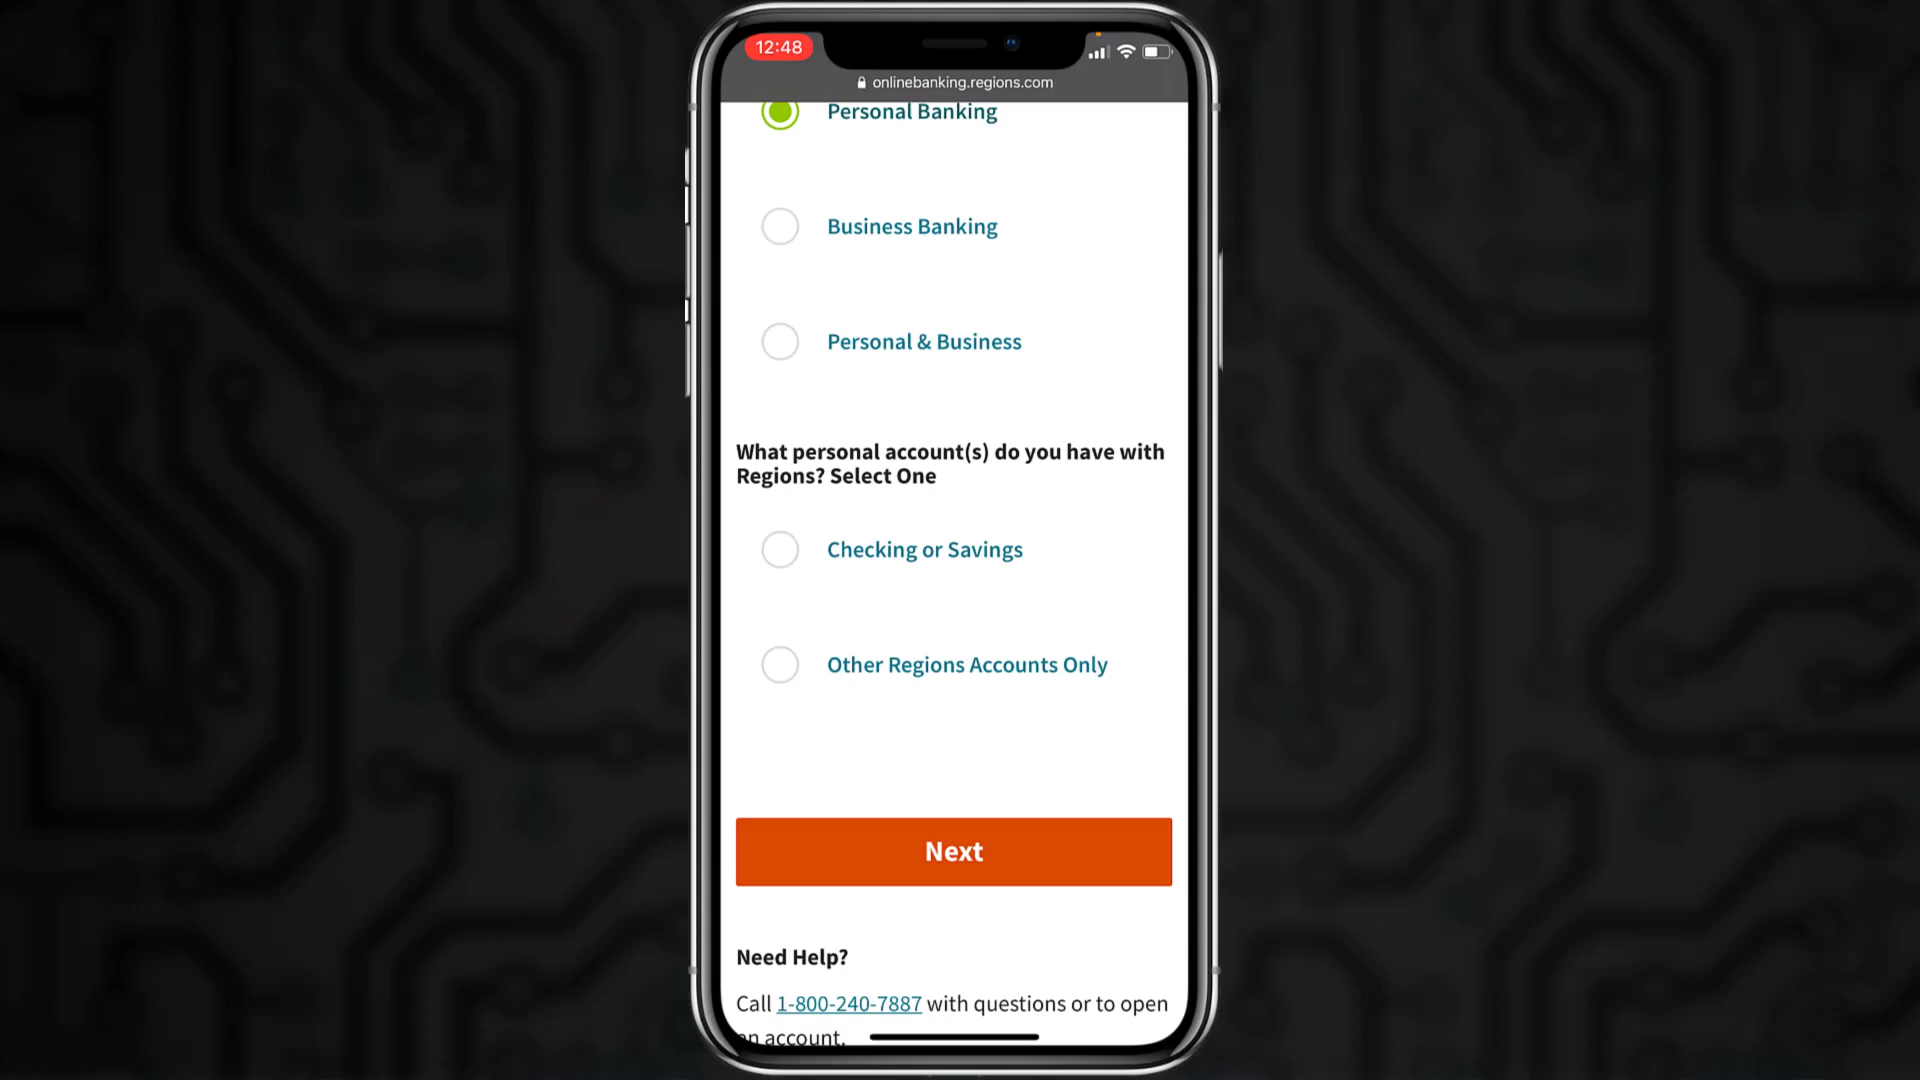 12:48
onlinebanking.regions.com
Personal Banking
Business Banking
Personal & Business
What personal account(s) do you have with
Regions? Select One
Checking or Savings
Other Regions Accounts Only
Next
Need Help?
Call 1-800-240-7887 with questions or to open
an account.